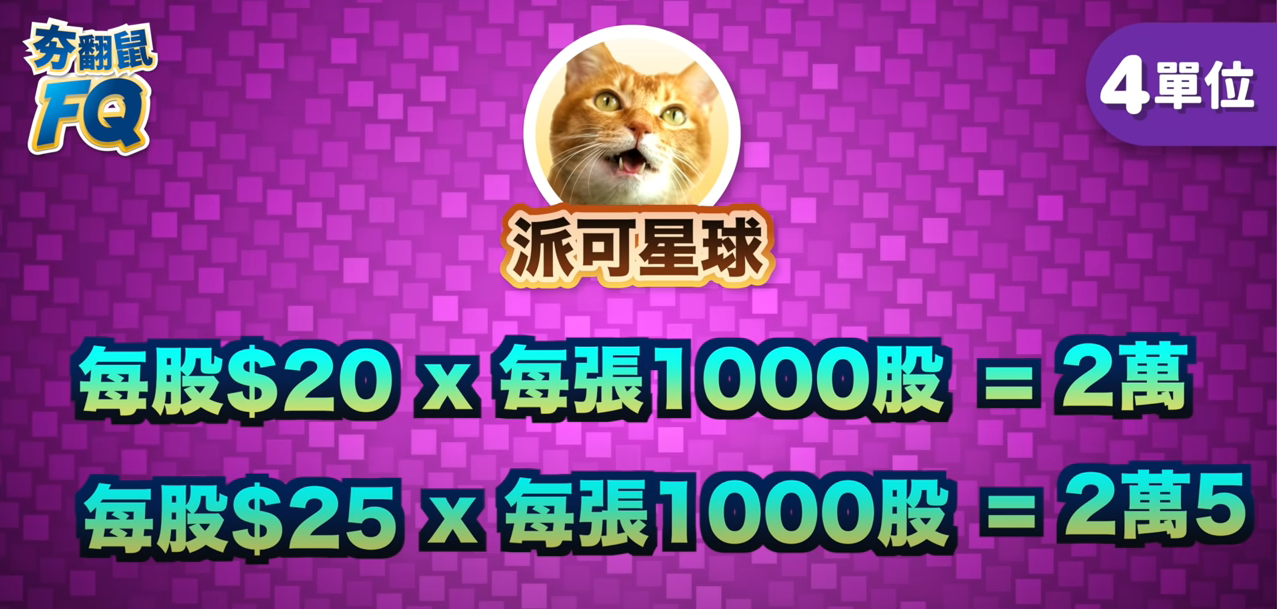 夯翻鼠
FQ
4單位
派可星球
每股$20 x 每張1000股 = 2萬
每股$25 x 每張1000股 = 2萬5